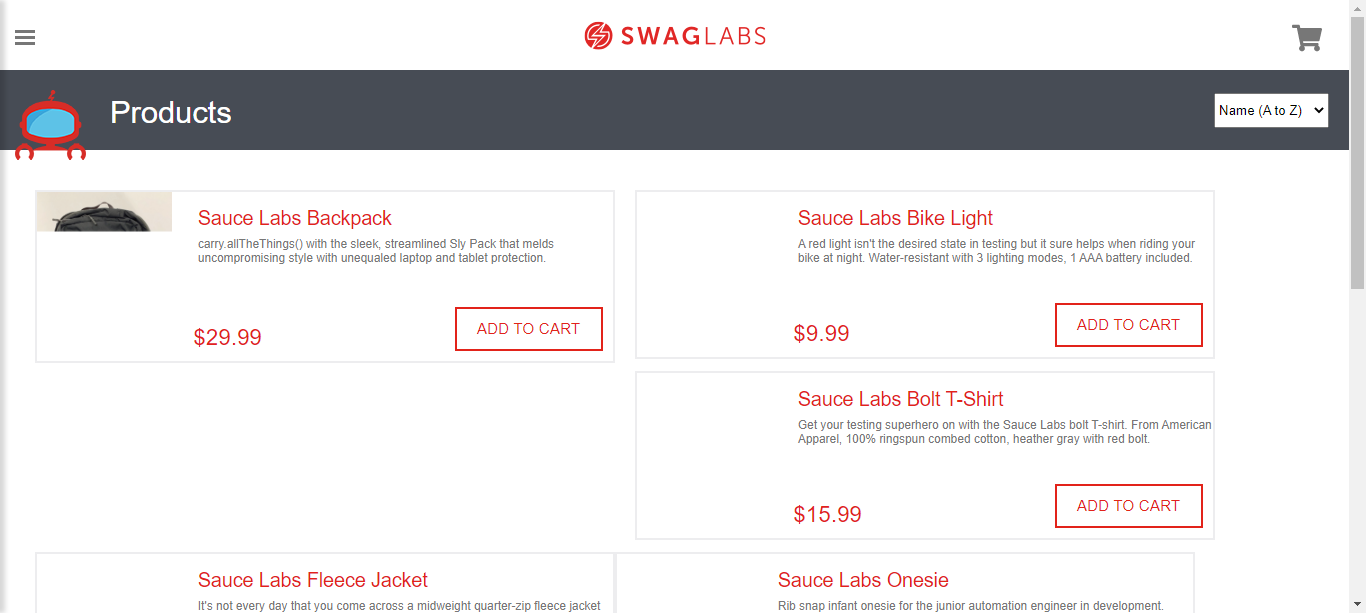 SWAGLABS
Products
Name (A to Z)
Sauce Labs Backpack
carry.allTheThings() with the sleek, streamlined Sly Pack that melds
uncompromising style with unequaled laptop and tablet protection.
$29.99
ADD TO CART
Sauce Labs Bike Light
A red light isn't the desired state in testing but it sure helps when riding your
bike at night. Water-resistant with 3 lighting modes, 1 AAA battery included.
$9.99
ADD TO CART
Sauce Labs Bolt T-Shirt
Get your testing superhero on with the Sauce Labs bolt T-shirt. From American
Apparel, 100% ringspun combed cotton, heather gray with red bolt.
$15.99
ADD TO CART
Sauce Labs Fleece Jacket
It's not every day that you come across a midweight quarter-zip fleece jacket
Sauce Labs Onesie
Rib snap infant onesie for the junior automation engineer in development.